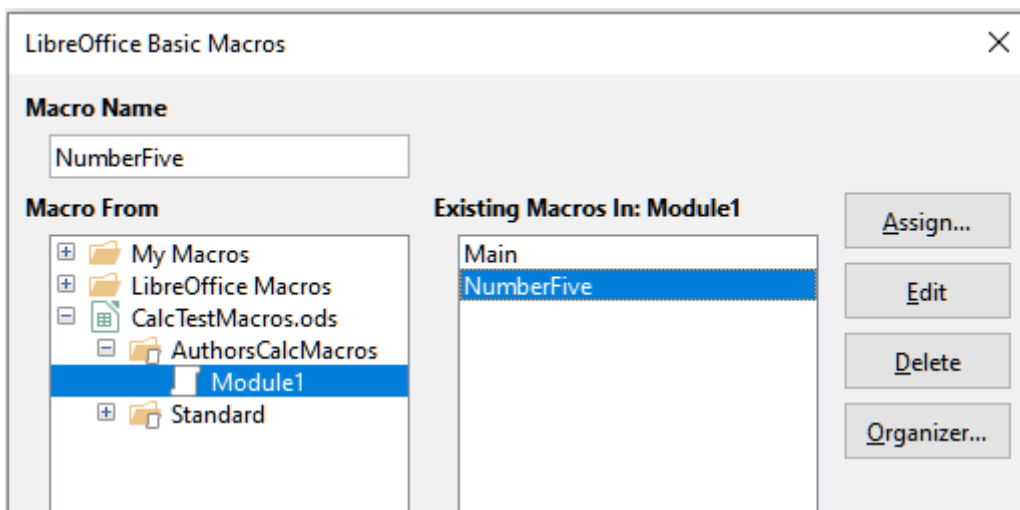 LibreOffice Basic Macros
Macro Name
NumberFive
Macro From
My Macros
LibreOffice Macros
CalcTestMacros.ods
AuthorsCalcMacros
Module1
Standard
Existing Macros In: Module1
Main
NumberFive
Assign...
Edit
Delete
Organizer...